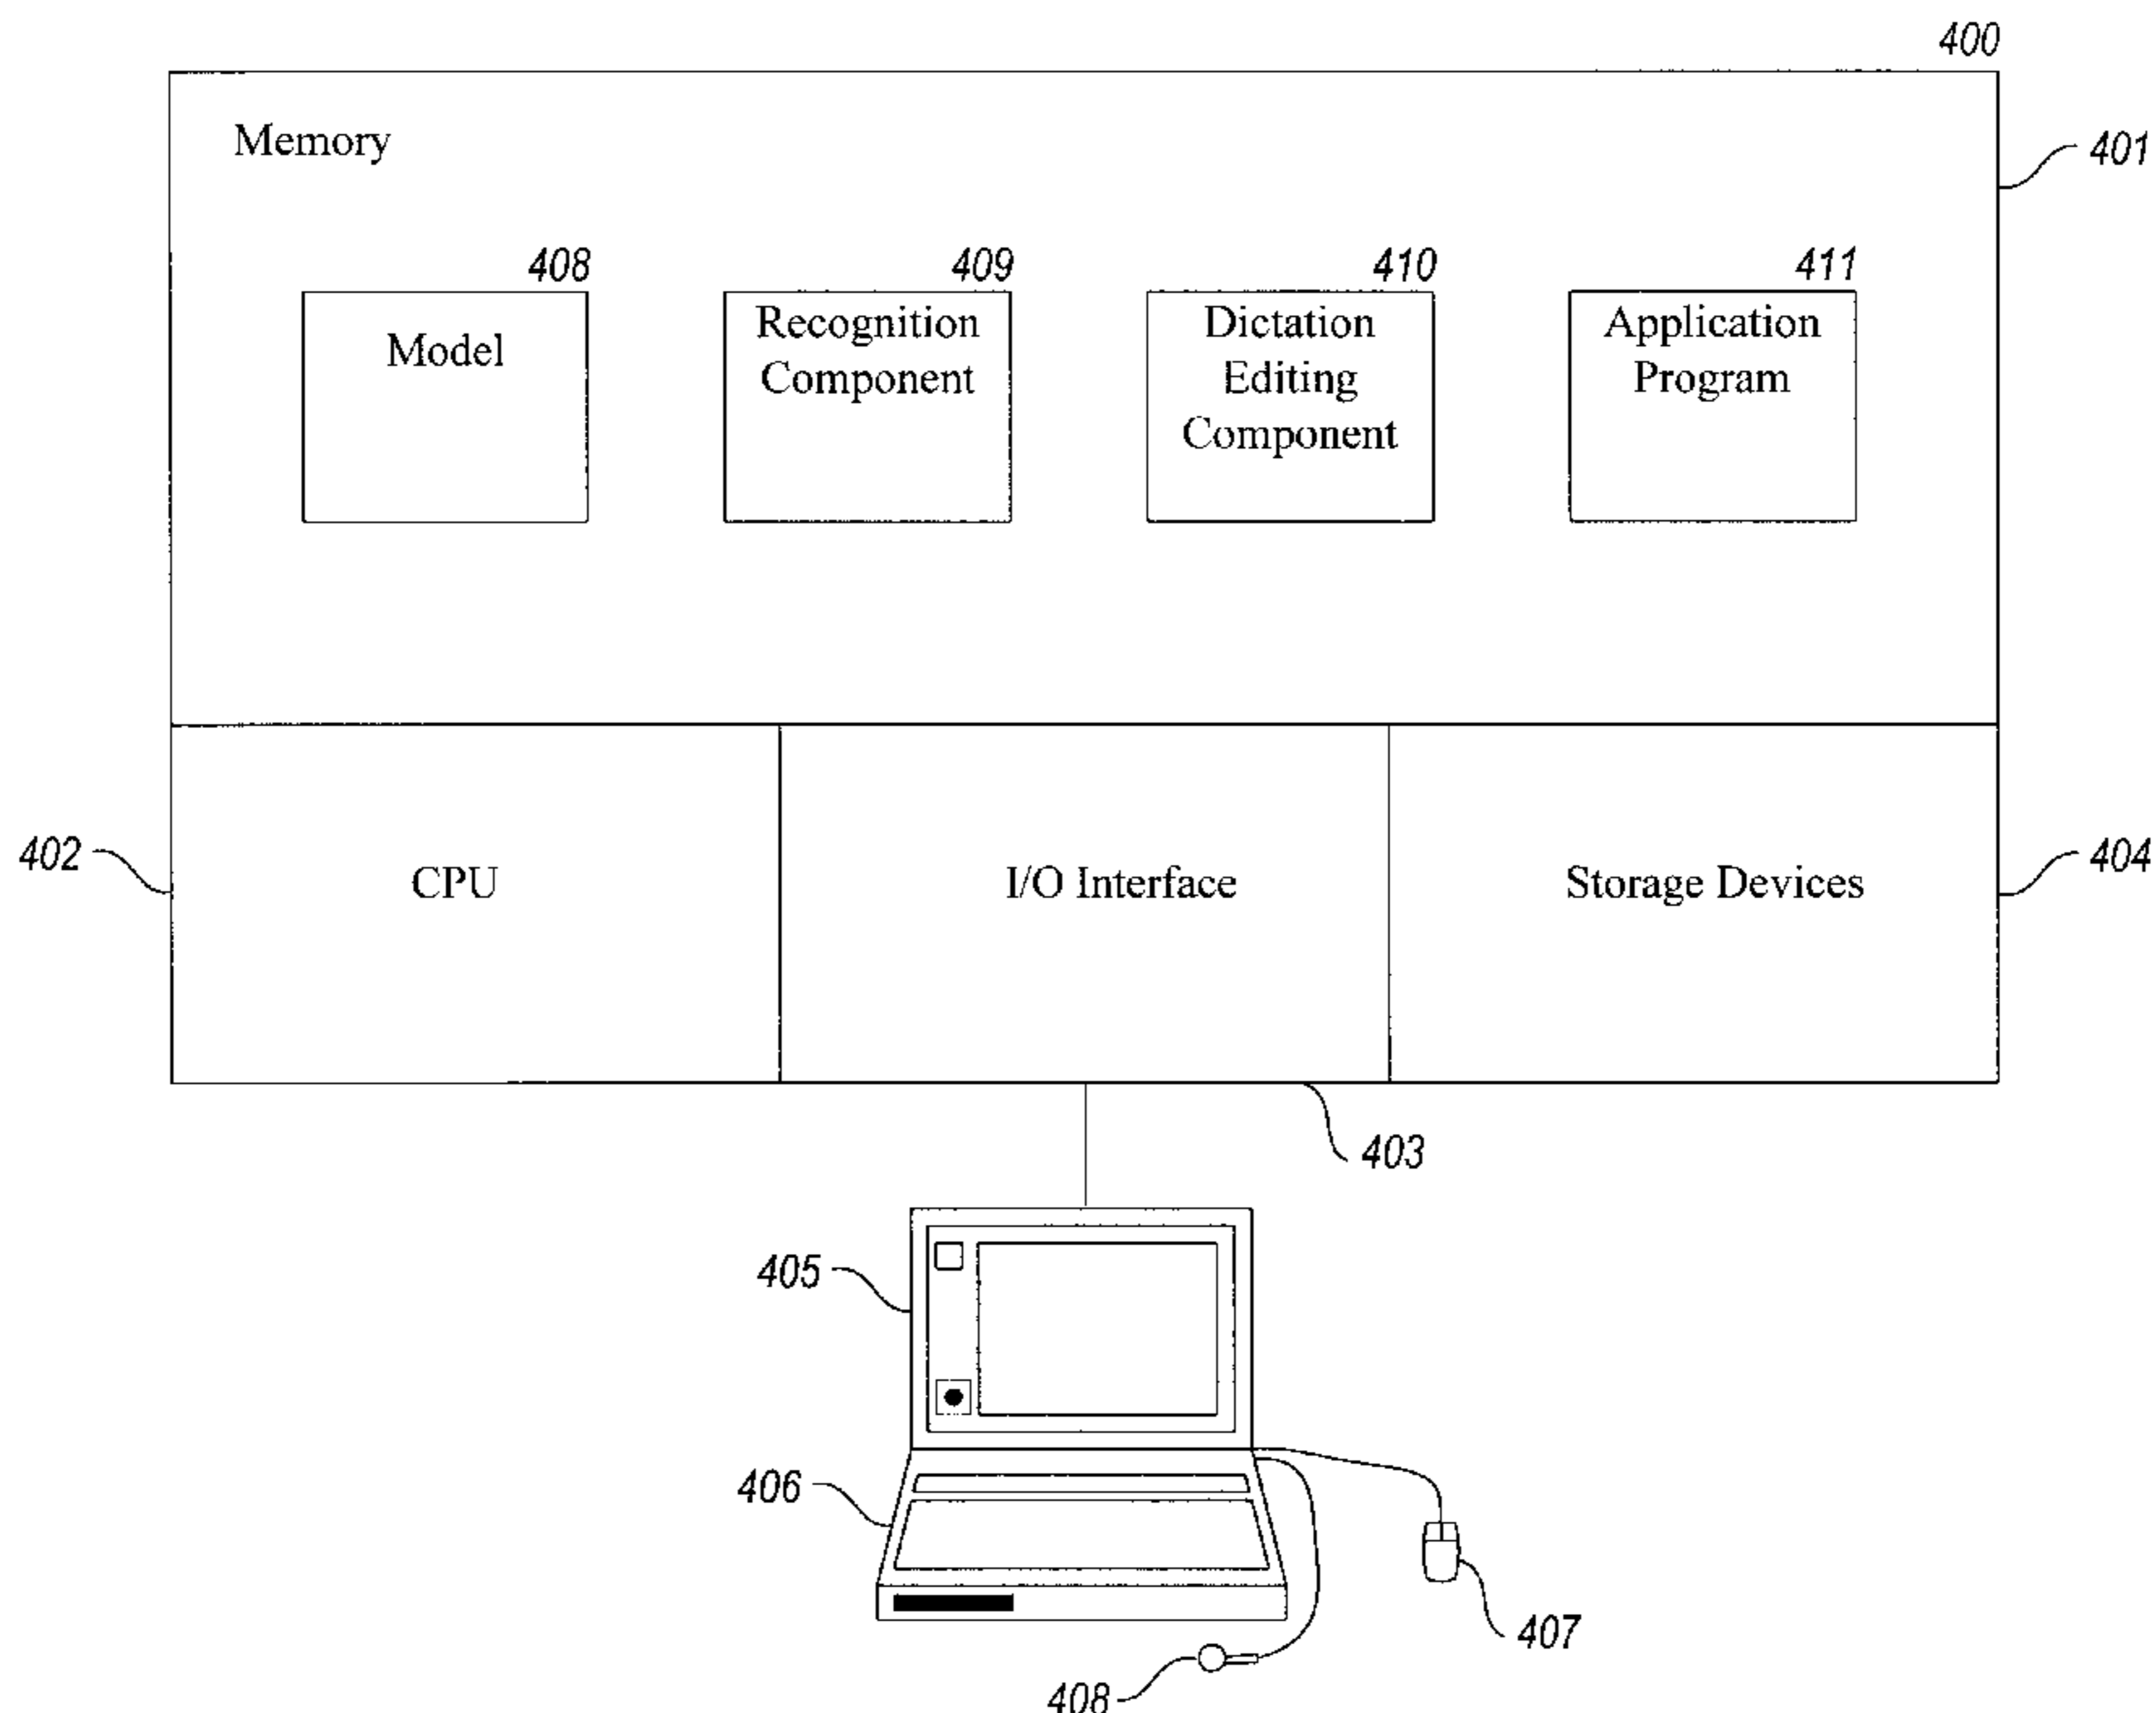 400
Memory
401
408
409
410
411
Model
Recognition
Component
Dictation
Editing
Component
Application
Program
402
CPU
I/O Interface
Storage Devices
404
403
405
406
407
408